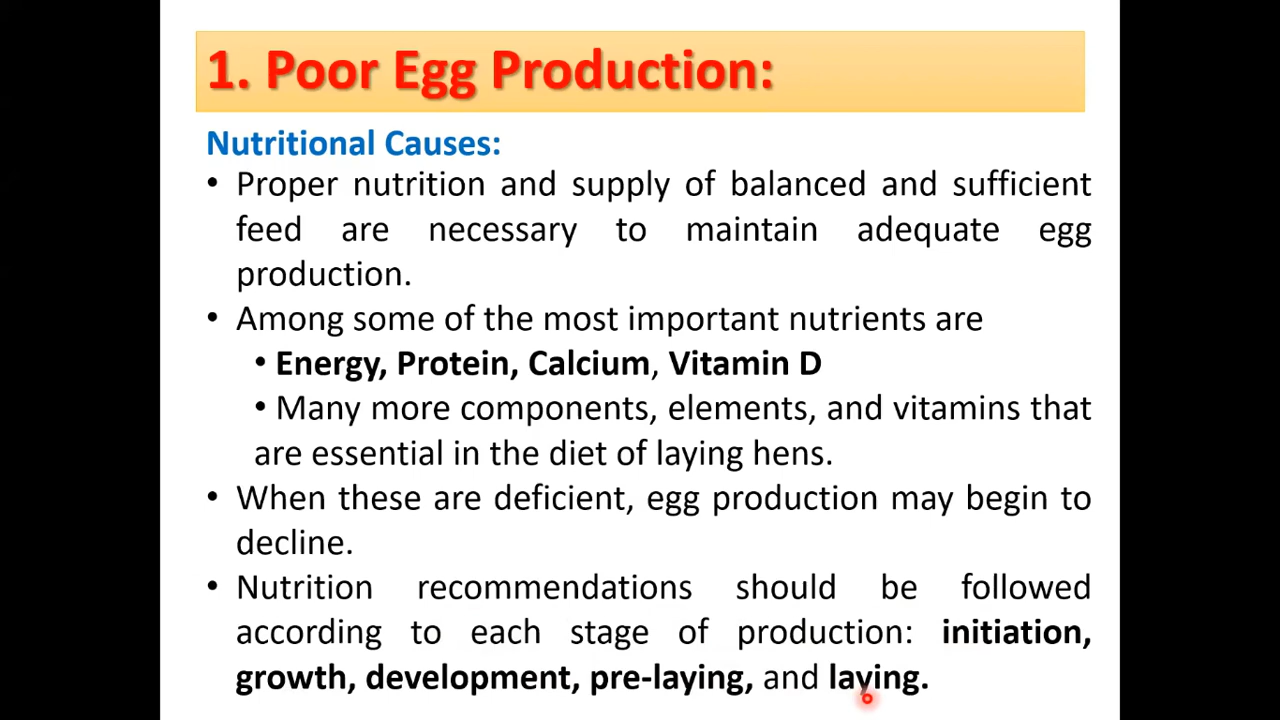 1. Poor Egg Production:
Nutritional Causes:
• Proper nutrition and supply of balanced and sufficient
feed are necessary to maintain adequate egg
production.
• Among some of the most important nutrients are
• Energy, Protein, Calcium, Vitamin D
• Many more components, elements, and vitamins that
are essential in the diet of laying hens.
• When these are deficient, egg production may begin to
decline.
• Nutrition recommendations should be followed
according to each stage of production: initiation,
growth, development, pre-laying, and laying.